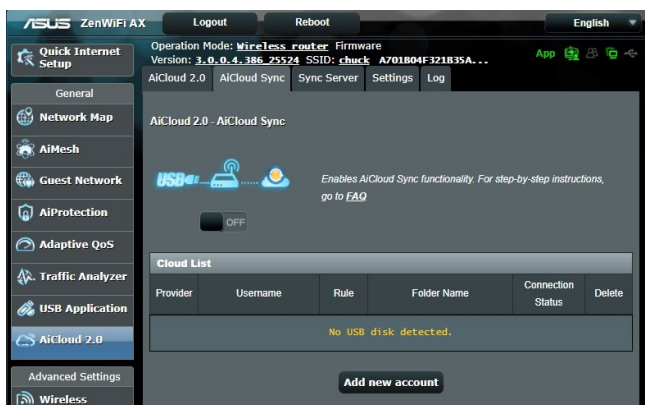 ASUS ZenWiFi AX
Logout
Reboot
English
Quick Internet
Setup
General
Network Map
AiMesh
Guest Network
AiProtection
Adaptive QoS
Traffic Analyzer
USB Application
AiCloud 2.0
Advanced Settings
Wireless
Operation Mode: Wireless router Firmware
Version: 3.0.0.4.386_25524 SSID: chuck A701B04F321B35A...
App
AiCloud 2.0 AiCloud Sync Sync Server Settings Log
AiCloud 2.0 - AiCloud Sync
USB
Enables AiCloud Sync functionality. For step-by-step instructions,
go to FAQ
OFF
Cloud List
Provider Username Rule Folder Name Connection Status Delete
No USB disk detected.
Add new account